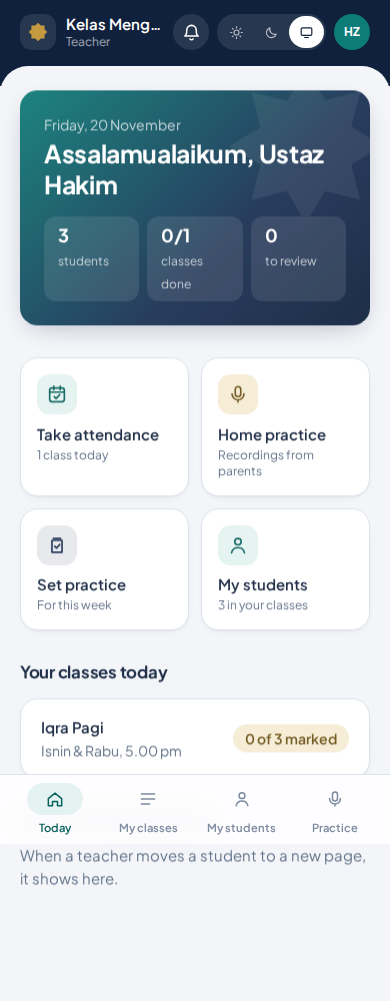 Kelas Meng…
Teacher
HZ
Friday, 20 November
Assalamualaikum, Ustaz
Hakim
3
students
0/1
classes
done
0
to review
Take attendance
1 class today
Home practice
Recordings from
parents
Set practice
For this week
My students
3 in your classes
Your classes today
Iqra Pagi
Isnin & Rabu, 5.00 pm
0 of 3 marked
Today
My classes
My students
Practice
When a teacher moves a student to a new page,
it shows here.